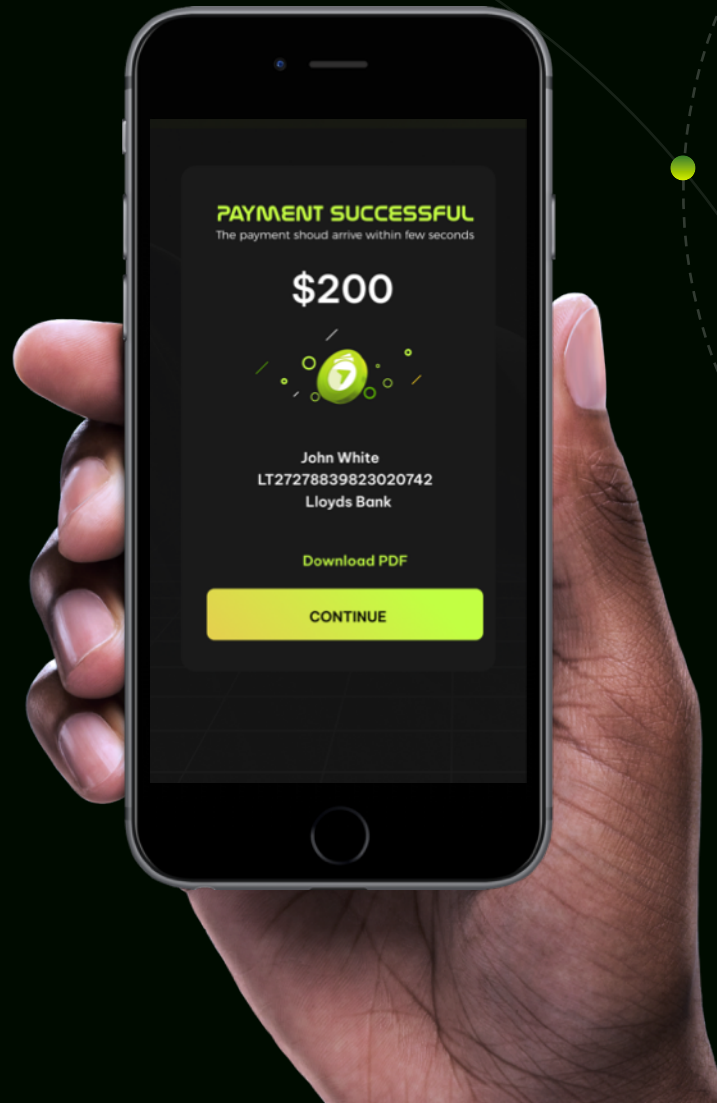 PAYMENT SUCCESSFUL
The payment shoud arrive within few seconds
$200
John White
LT27278839823020742
Lloyds Bank
Download PDF
CONTINUE